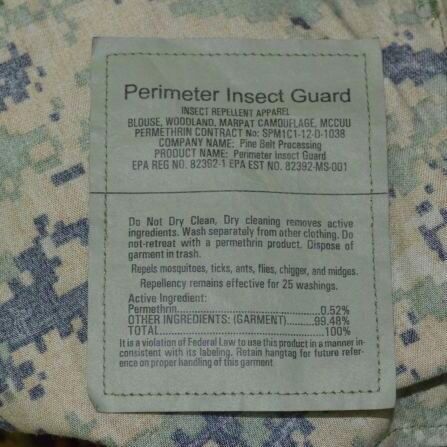 Perimeter Insect Guard
INSECT REPELLENT APPAREL
BLOUSE, WOODLAND, MARPAT CAMOUFLAGE, MCCUU
PERMETHRIN CONTRACT No: SPM1C1-12-D-1038
COMPANY NAME: Pine Belt Processing
PRODUCT NAME: Perimeter Insect Guard
EPA REG NO. 82392-1 EPA EST NO. 82392-MS-001
Do Not Dry Clean, Dry cleaning removes active
ingredients. Wash separately from other clothing. Do
not-retreat with a permethrin product. Dispose of
garment in trash.
Repels mosquitoes, ticks, ants, flies, chigger, and midges.
Repellency remains effective for 25 washings.
Active Ingredient:
Permethrin.................................0.52%
OTHER INGREDIENTS: (GARMENT)............99.48%
TOTAL.......................................100%
It is a violation of Federal Law to use this product in a manner in-
consistent with its labeling. Retain hangtag for future refer-
ence on proper handling of this garment